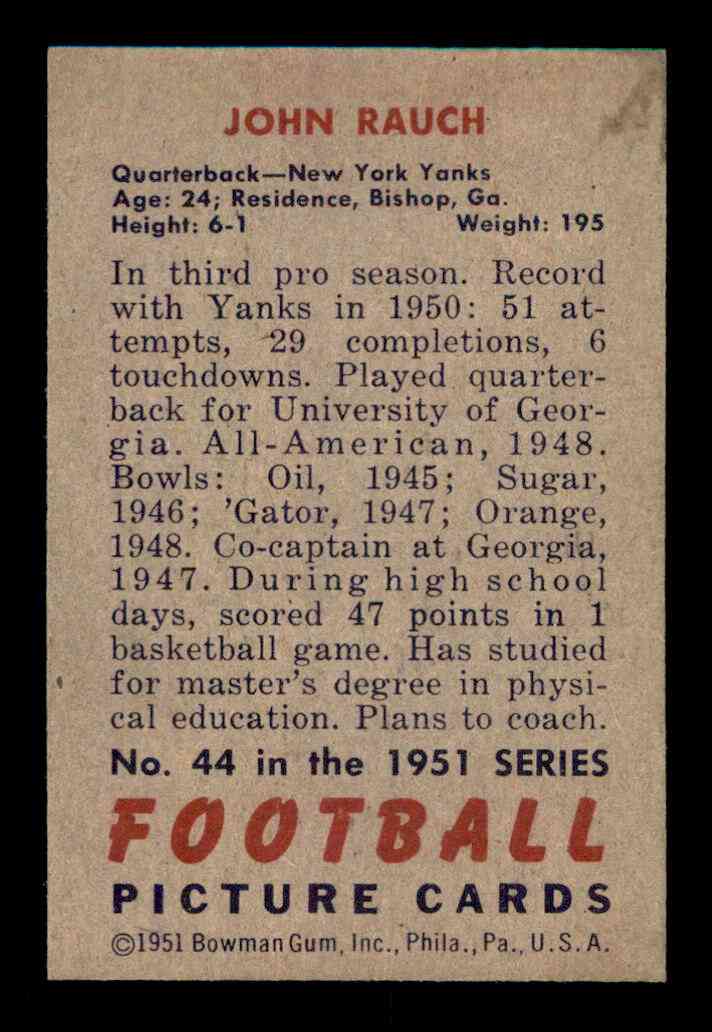 JOHN RAUCH
Quarterback—New York Yanks
Age: 24; Residence, Bishop, Ga.
Height: 6-1 Weight: 195
In third pro season. Record
with Yanks in 1950: 51 at-
tempts, 29 completions, 6
touchdowns. Played quarter-
back for University of Geor-
gia. All-American, 1948.
Bowls: Oil, 1945; Sugar,
1946; 'Gator, 1947; Orange,
1948. Co-captain at Georgia,
1947. During high school
days, scored 47 points in 1
basketball game. Has studied
for master's degree in physi-
cal education. Plans to coach.
No. 44 in the 1951 SERIES
FOOTBALL
PICTURE CARDS
©1951 Bowman Gum, Inc., Phila., Pa., U.S.A.